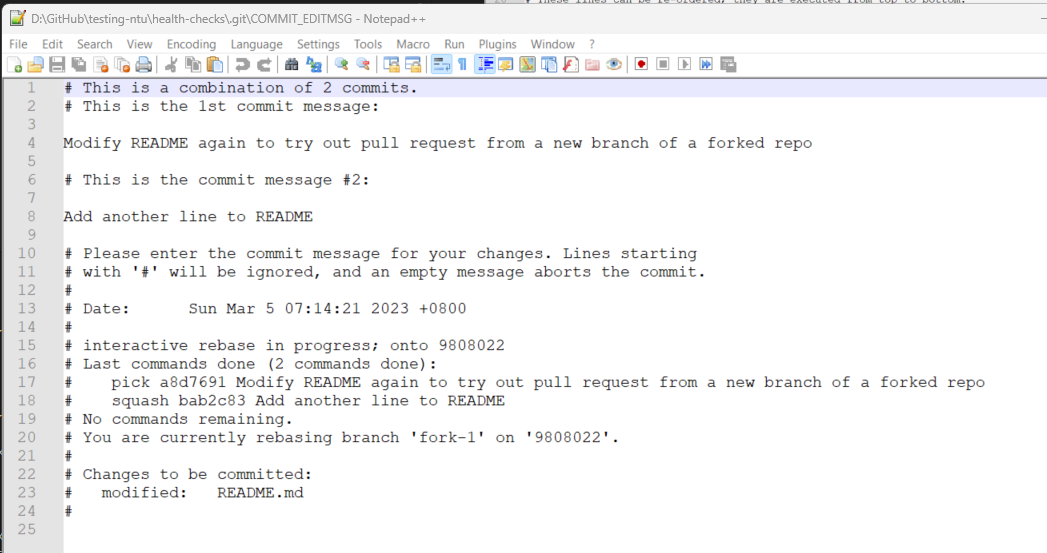 # These lines can be re-ordered; they are executed from top to bottom.
D:\GitHub\testing-ntu\health-checks\.git\COMMIT_EDITMSG - Notepad++
File Edit Search View Encoding Language Settings Tools Macro Run Plugins Window ?
1 # This is a combination of 2 commits.
2 # This is the 1st commit message:
3
4 Modify README again to try out pull request from a new branch of a forked repo
5
6 # This is the commit message #2:
7
8 Add another line to README
9
10 # Please enter the commit message for your changes. Lines starting
11 # with '#' will be ignored, and an empty message aborts the commit.
12 #
13 # Date:      Sun Mar 5 07:14:21 2023 +0800
14 #
15 # interactive rebase in progress; onto 9808022
16 # Last commands done (2 commands done):
17 #    pick a8d7691 Modify README again to try out pull request from a new branch of a forked repo
18 #    squash bab2c83 Add another line to README
19 # No commands remaining.
20 # You are currently rebasing branch 'fork-1' on '9808022'.
21 #
22 # Changes to be committed:
23 #   modified:   README.md
24 #
25